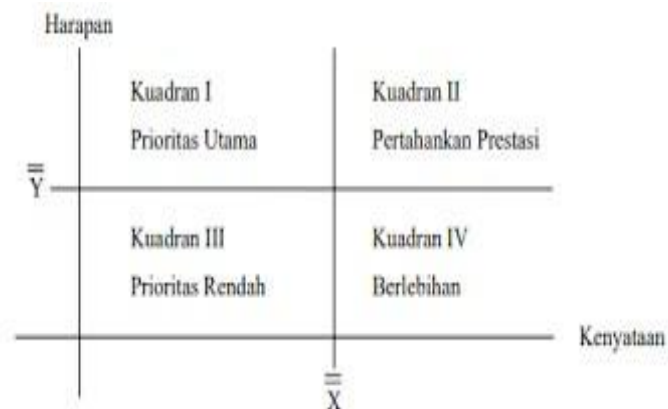 Harapan
Kuadran I
Prioritas Utama
Kuadran II
Pertahankan Prestasi
Y̿
Kuadran III
Prioritas Rendah
Kuadran IV
Berlebihan
Kenyataan
X̿